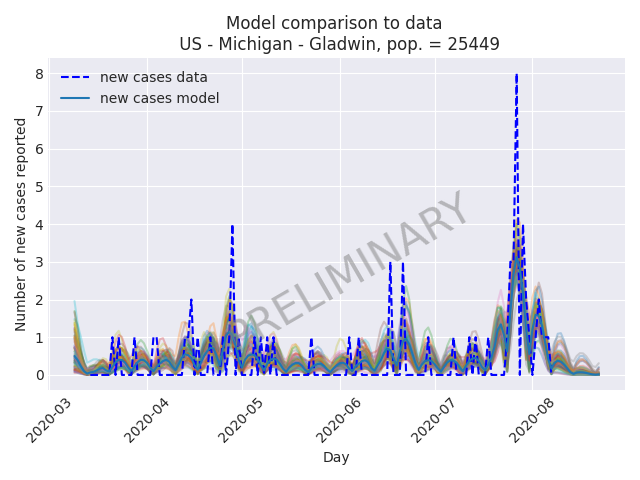 Model comparison to data
US - Michigan - Gladwin, pop. = 25449
new cases data
new cases model
Number of new cases reported
8
7
6
5
4
3
2
1
0
PRELIMINARY
2020-03
2020-04
2020-05
2020-06
2020-07
2020-08
Day